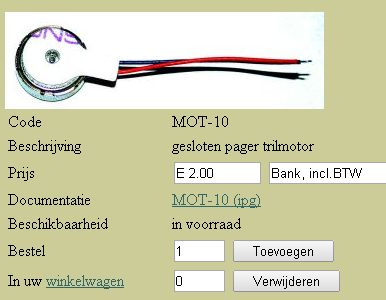 Code MOT-10
Beschrijving gesloten pager trilmotor
Prijs E 2.00 Bank, incl.BTW
Documentatie MOT-10 (jpg)
Beschikbaarheid in voorraad
Bestel 1 Toevoegen
In uw winkelwagen 0 Verwijderen